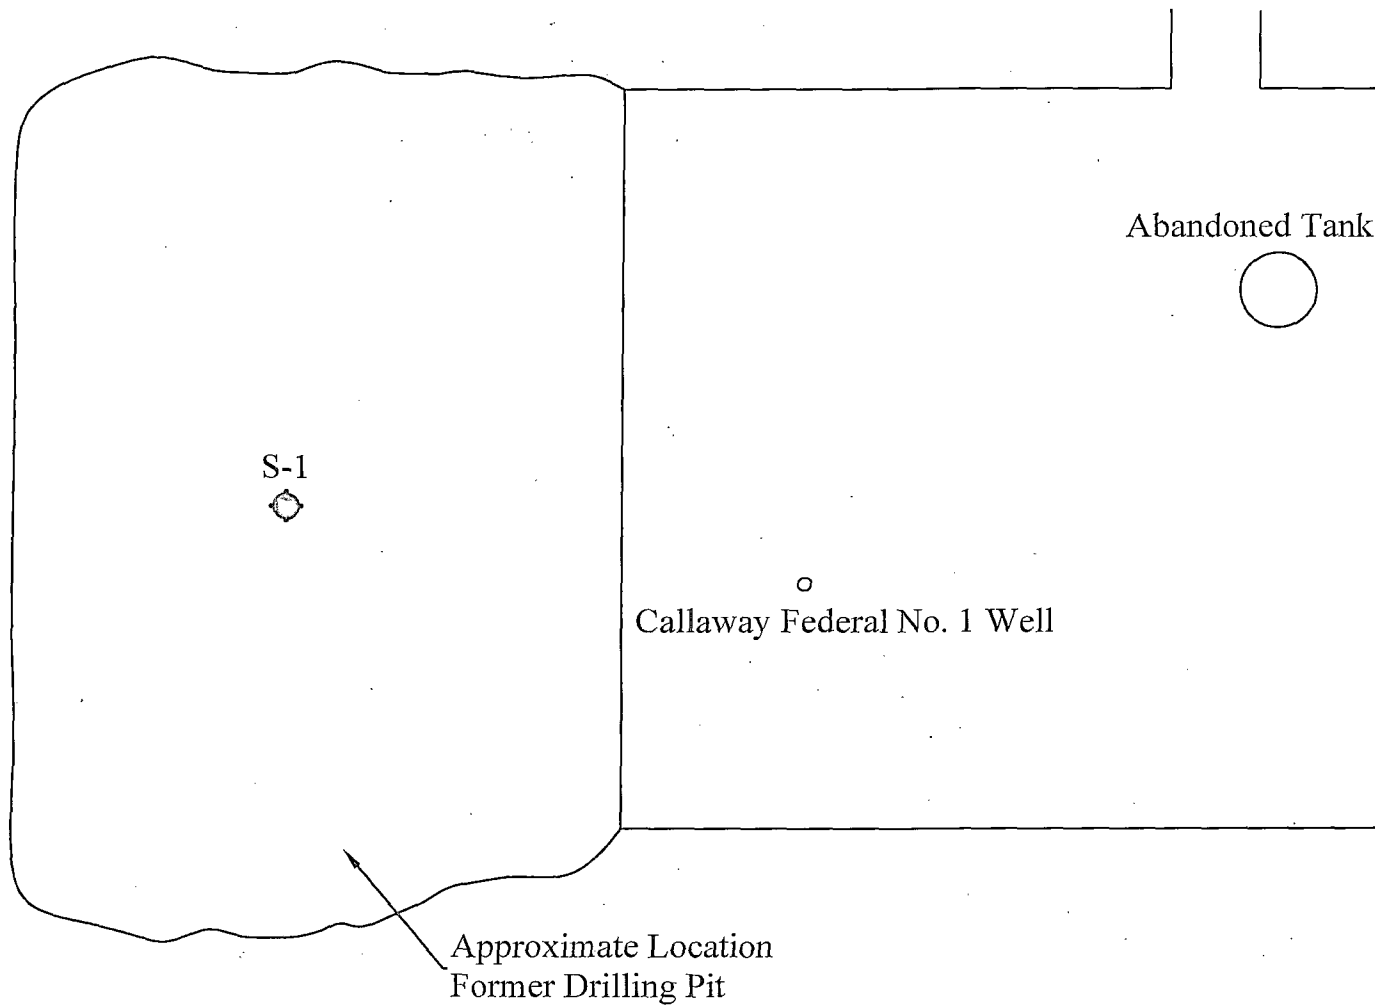 Abandoned Tank
S-1
Callaway Federal No. 1 Well
Approximate Location
Former Drilling Pit